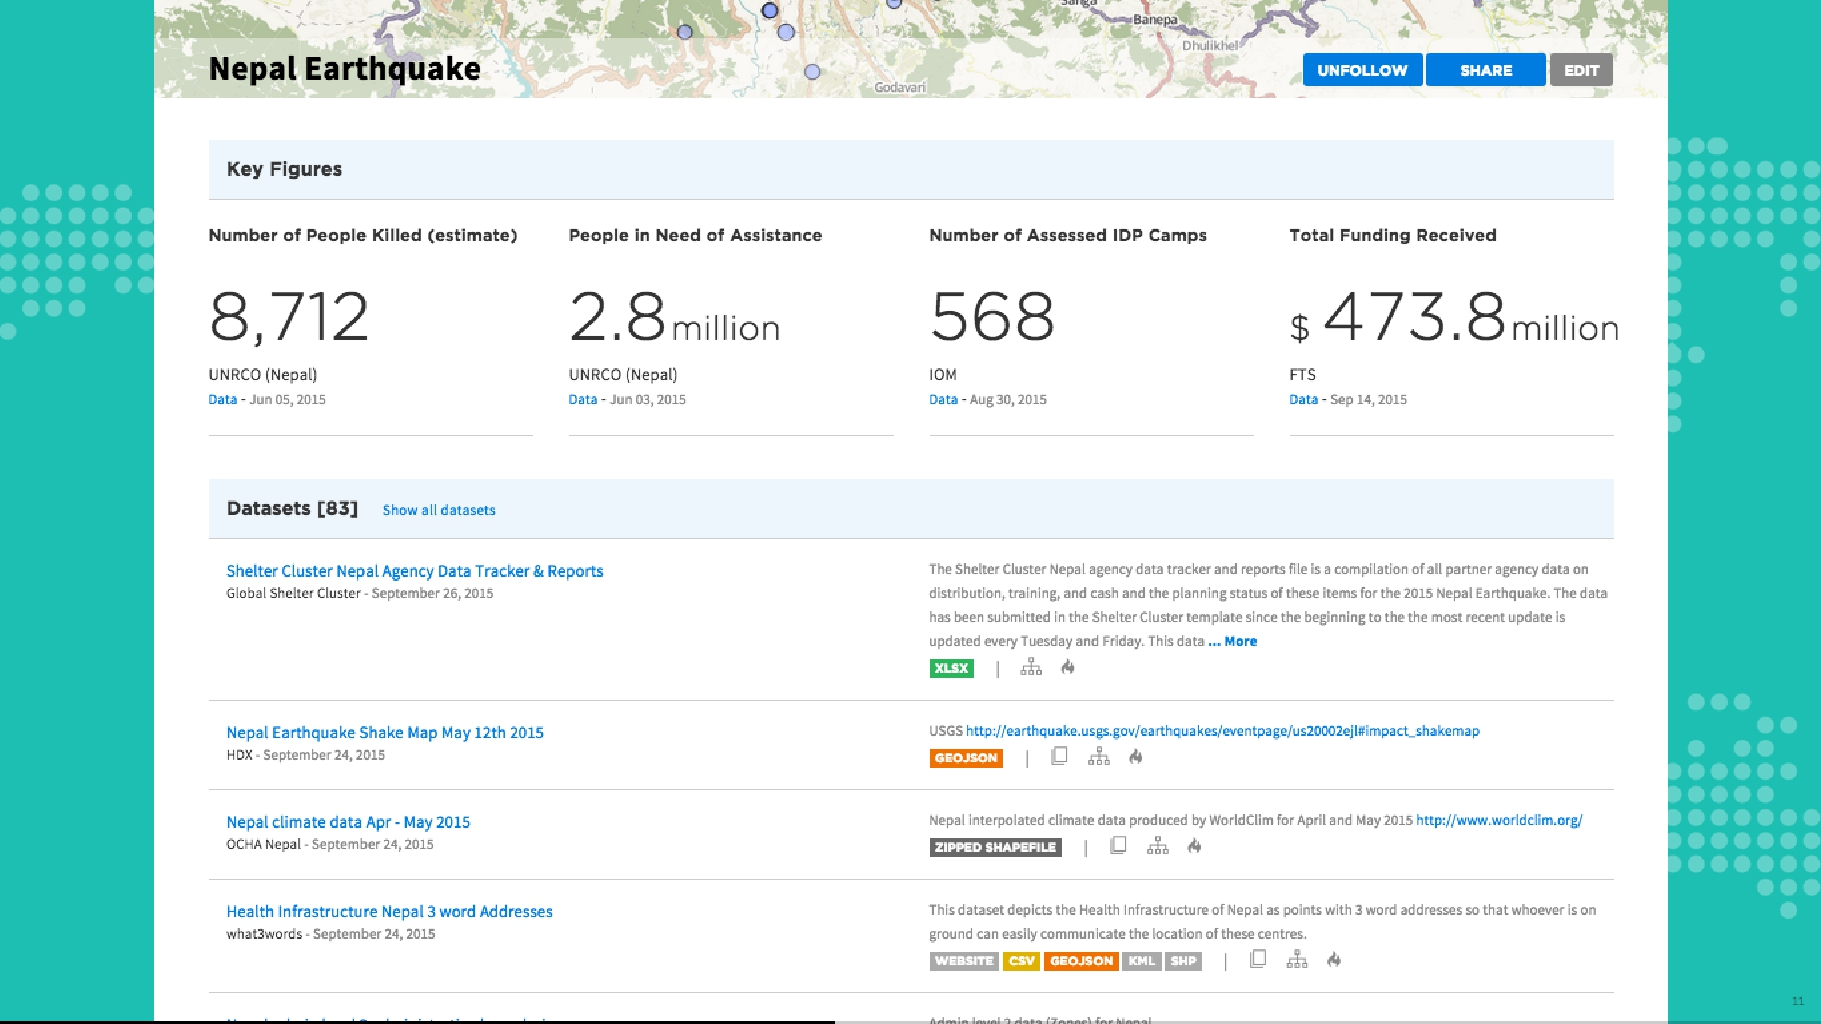 Sanga
Banepa
Dhulikhel
Godavari
Nepal Earthquake
UNFOLLOW
SHARE
EDIT
Key Figures
Number of People Killed (estimate)
8,712
UNRCO (Nepal)
Data - Jun 05, 2015
People in Need of Assistance
2.8 million
UNRCO (Nepal)
Data - Jun 03, 2015
Number of Assessed IDP Camps
568
IOM
Data - Aug 30, 2015
Total Funding Received
$ 473.8 million
FTS
Data - Sep 14, 2015
Datasets [83] Show all datasets
Shelter Cluster Nepal Agency Data Tracker & Reports
Global Shelter Cluster - September 26, 2015
The Shelter Cluster Nepal agency data tracker and reports file is a compilation of all partner agency data on
distribution, training, and cash and the planning status of these items for the 2015 Nepal Earthquake. The data
has been submitted in the Shelter Cluster template since the beginning to the the most recent update is
updated every Tuesday and Friday. This data ... More
XLSX |
Nepal Earthquake Shake Map May 12th 2015
HDX - September 24, 2015
USGS http://earthquake.usgs.gov/earthquakes/eventpage/us20002ejl#impact_shakemap
GEOJSON |
Nepal climate data Apr - May 2015
OCHA Nepal - September 24, 2015
Nepal interpolated climate data produced by WorldClim for April and May 2015 http://www.worldclim.org/
ZIPPED SHAPEFILE |
Health Infrastructure Nepal 3 word Addresses
what3words - September 24, 2015
This dataset depicts the Health Infrastructure of Nepal as points with 3 word addresses so that whoever is on
ground can easily communicate the location of these centres.
WEBSITE CSV GEOJSON KML SHP |
Admin level 2 data (Zones) for Nepal
11